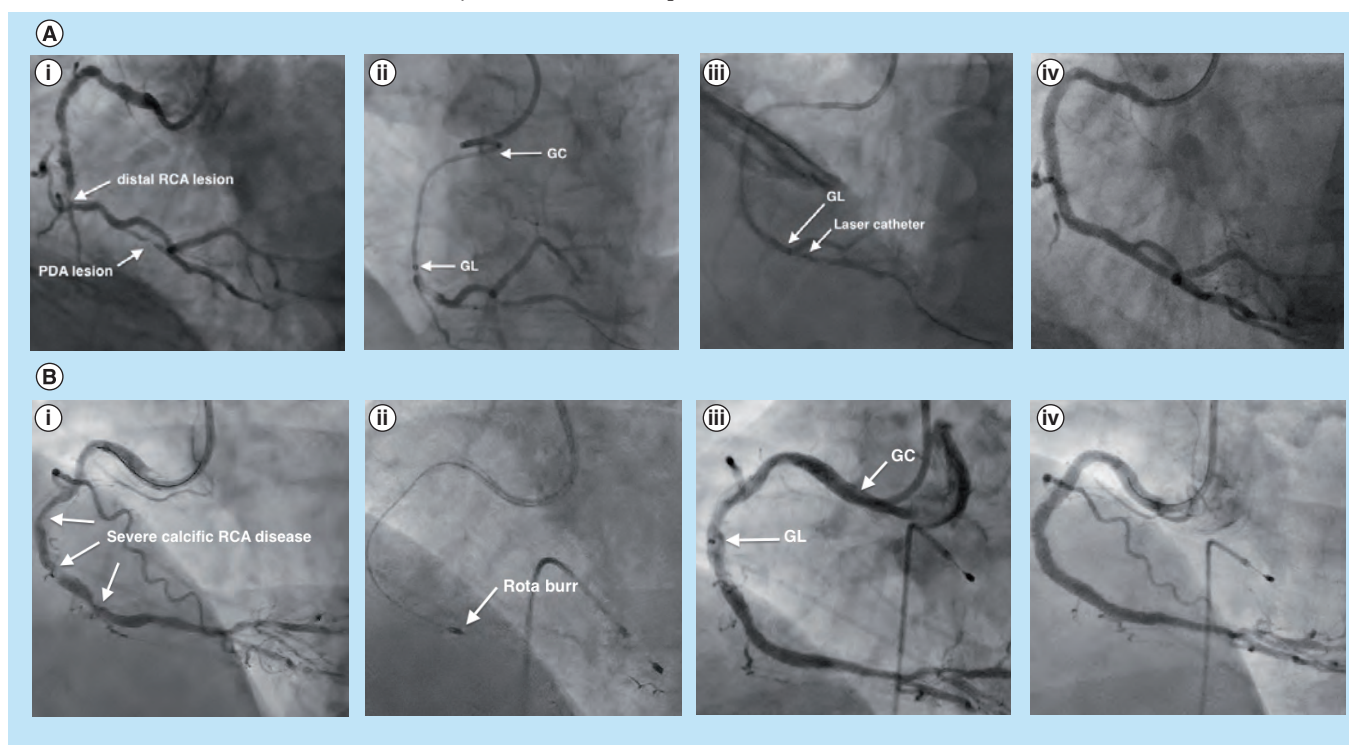 A
i
ii
iii
iv
distal RCA lesion
PDA lesion
GC
GL
GL
Laser catheter
B
i
ii
iii
iv
Severe calcific RCA disease
Rota burr
GC
GL